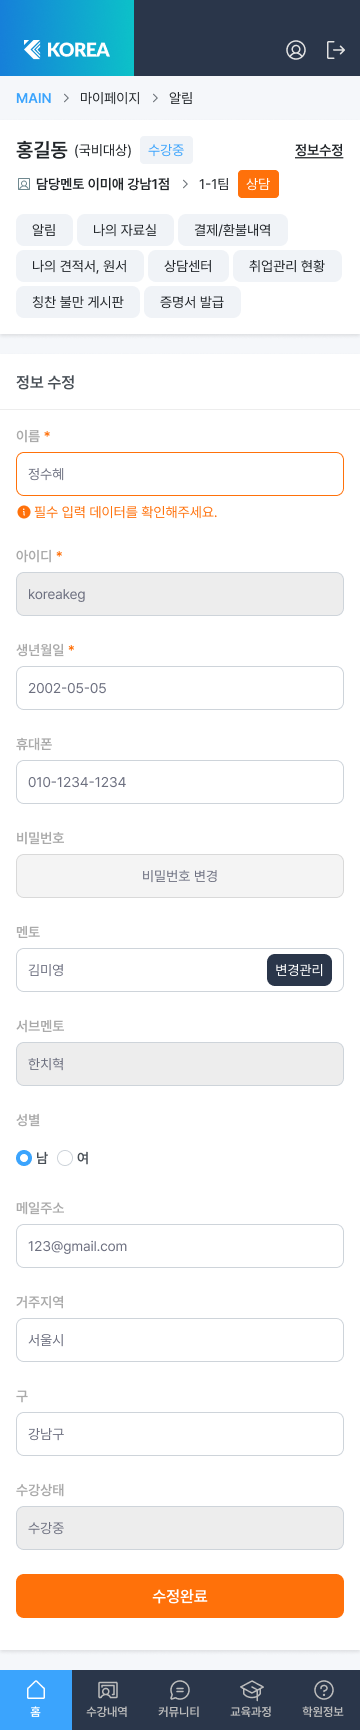 KOREA
MAIN > 마이페이지 > 알림
홍길동 (국비대상) 수강중 정보수정
담당멘토 이미애 강남1점 > 1-1팀 상담
알림 나의 자료실 결제/환불내역
나의 견적서, 원서 상담센터 취업관리 현황
칭찬 불만 게시판 증명서 발급
정보 수정
이름 *
정수혜
필수 입력 데이터를 확인해주세요.
아이디 *
koreakeg
생년월일 *
2002-05-05
휴대폰
010-1234-1234
비밀번호
비밀번호 변경
멘토
김미영 변경관리
서브멘토
한치혁
성별
남 여
메일주소
123@gmail.com
거주지역
서울시
구
강남구
수강상태
수강중
수정완료
홈 수강내역 커뮤니티 교육과정 학원정보